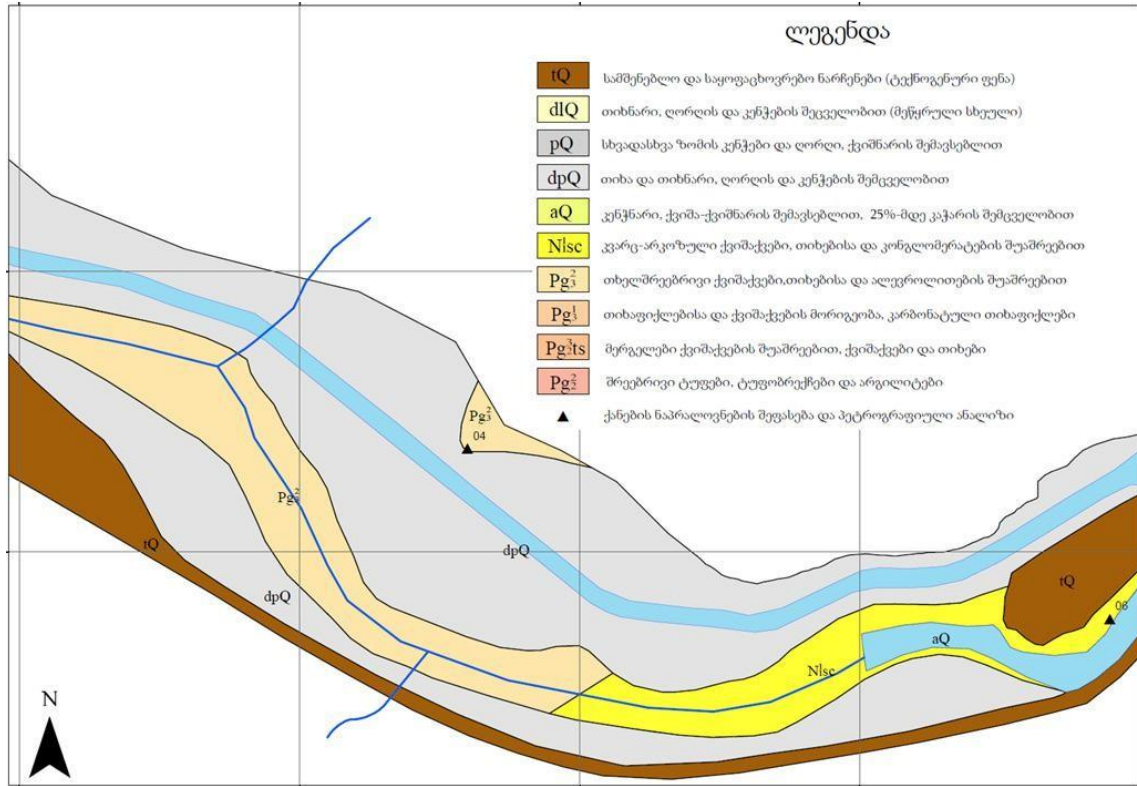 ლეგენდა
tQ სამშენებლო და საყოფაცხოვრებო ნარჩენები (ტექნოგენური ფენა)
dlQ თიხნარი, ღორღის და კენჭების შეცველობით (მეწყრული სხეული)
pQ სხვადასხვა ზომის კენჭები და ღორღი, ქვიშნარის შემავსებლით
dpQ თიხა და თიხნარი, ღორღის და კენჭების შემცველობით
aQ კენჭნარი, ქვიშა-ქვიშნარის შემავსებლით, 25%-მდე კაჭარის შემცველობით
N₁¹sc კვარც-არკოზული ქვიშაქვები, თიხებისა და კონგლომერატების შუაშრეებით
Pg₃² თხელშრეებრივი ქვიშაქვები,თიხებისა და ალევროლითების შუაშრეებით
Pg₃¹ თიხაფიქლებისა და ქვიშაქვების მორიგეობა, კარბონატული თიხაფიქლები
Pg₂³ts მერგელები ქვიშაქვების შუაშრეებით, ქვიშაქვები და თიხები
Pg₂² შრეებრივი ტუფები, ტუფობრექჩები და არგილიტები
ქანების ნაპრალოვნების შეფასება და პეტროგრაფიული ანალიზი
Pg₃²
04
Pg₃²
tQ
dpQ
dpQ
tQ
06
aQ
N₁¹sc
N